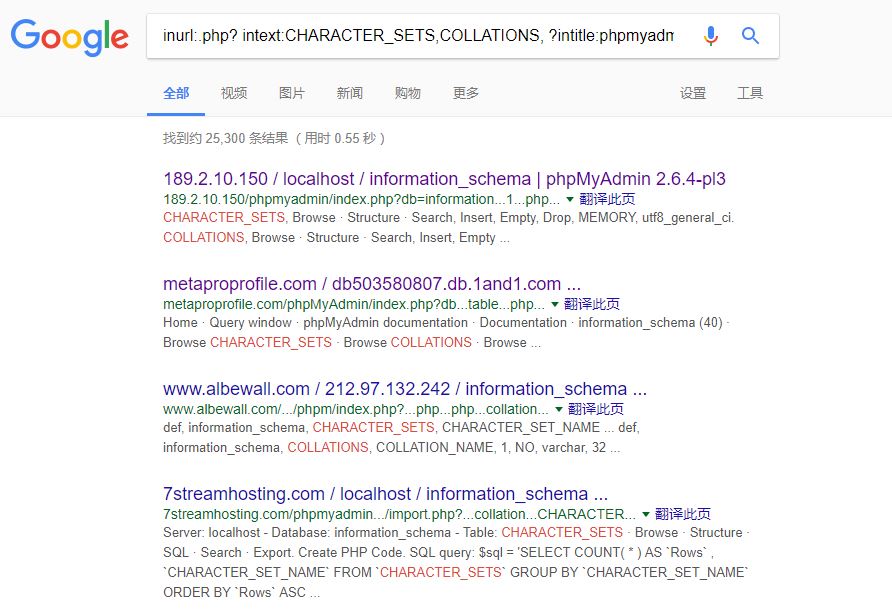 Google
inurl:.php? intext:CHARACTER_SETS,COLLATIONS, ?intitle:phpmyadm
全部 视频 图片 新闻 购物 更多 设置 工具
找到约 25,300 条结果 （用时 0.55 秒）
189.2.10.150 / localhost / information_schema | phpMyAdmin 2.6.4-pl3
189.2.10.150/phpmyadmin/index.php?db=information...1...php... ▼ 翻译此页
CHARACTER_SETS, Browse · Structure · Search, Insert, Empty, Drop, MEMORY, utf8_general_ci.
COLLATIONS, Browse · Structure · Search, Insert, Empty ...
metaproprofile.com / db503580807.db.1and1.com ...
metaproprofile.com/phpMyAdmin/index.php?db...table...php... ▼ 翻译此页
Home · Query window · phpMyAdmin documentation · Documentation · information_schema (40) ·
Browse CHARACTER_SETS · Browse COLLATIONS · Browse ...
www.albewall.com / 212.97.132.242 / information_schema ...
www.albewall.com/.../phpm/index.php?...php...php...collation... ▼ 翻译此页
def, information_schema, CHARACTER_SETS, CHARACTER_SET_NAME ... def,
information_schema, COLLATIONS, COLLATION_NAME, 1, NO, varchar, 32 ...
7streamhosting.com / localhost / information_schema ...
7streamhosting.com/phpmyadmin.../import.php?...collation...CHARACTER... ▼ 翻译此页
Server: localhost - Database: information_schema - Table: CHARACTER_SETS · Browse · Structure ·
SQL · Search · Export. Create PHP Code. SQL query: $sql = 'SELECT COUNT( * ) AS `Rows` ,
`CHARACTER_SET_NAME` FROM `CHARACTER_SETS` GROUP BY `CHARACTER_SET_NAME`
ORDER BY `Rows` ASC ...